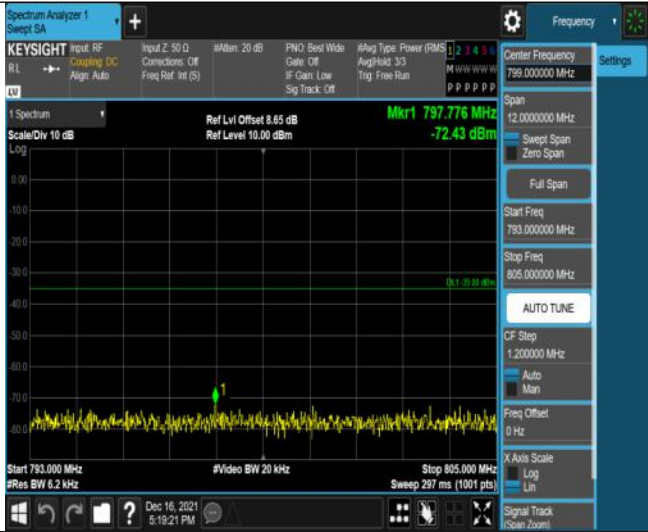 Spectrum Analyzer 1
Swept SA
Frequency
KEYSIGHT
RL
LV
Input: RF
Coupling: DC
Align: Auto
Input Z: 50 Ω
Corrections: Off
Freq Ref: Int (S)
#Atten: 20 dB
PNO: Best Wide
Gate: Off
IF Gain: Low
Sig Track: Off
#Avg Type: Power (RMS
Avg|Hold: 3/3
Trig: Free Run
1 2 3 4 5 6
M W W W W W
P P P P P P
1 Spectrum
Scale/Div 10 dB
Log
Ref Lvl Offset 8.65 dB
Ref Level 10.00 dBm
Mkr1 797.776 MHz
-72.43 dBm
0.00
-10.0
-20.0
-30.0
DL1 -35.00 dBm
-40.0
-50.0
-60.0
-70.0
-80.0
1
Start 793.000 MHz
#Res BW 6.2 kHz
#Video BW 20 kHz
Stop 805.000 MHz
Sweep 297 ms (1001 pts)
Dec 16, 2021
5:19:21 PM
?
Center Frequency
799.000000 MHz
Settings
Span
12.0000000 MHz
Swept Span
Zero Span
Full Span
Start Freq
793.000000 MHz
Stop Freq
805.000000 MHz
AUTO TUNE
CF Step
1.200000 MHz
Auto
Man
Freq Offset
0 Hz
X Axis Scale
Log
Lin
Signal Track
(Span Zoom)